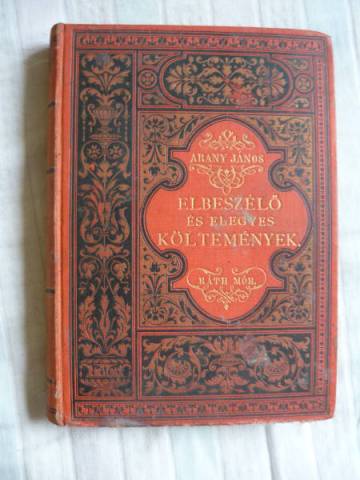 ARANY JÁNOS
ELBESZÉLŐ
ÉS ELEGYES
KÖLTEMÉNYEK.
RÁTH MÓR.